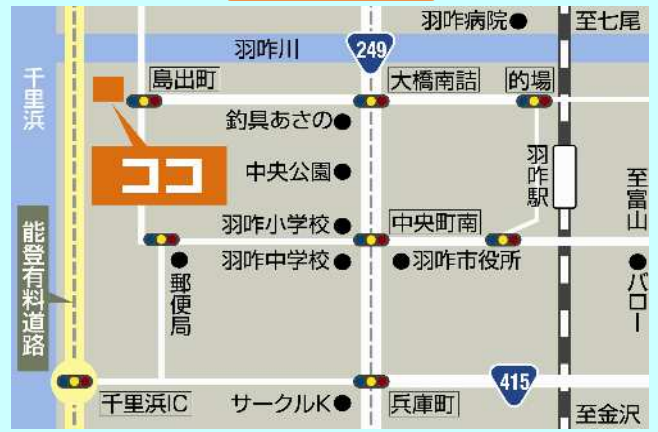 羽咋病院
至七尾
羽咋川
249
千里浜
島出町
大橋南詰
的場
釣具あさの
ココ
中央公園
羽咋駅
至富山
羽咋小学校
中央町南
能登有料道路
羽咋中学校
羽咋市役所
郵便局
バロー
415
千里浜IC
サークルK
兵庫町
至金沢